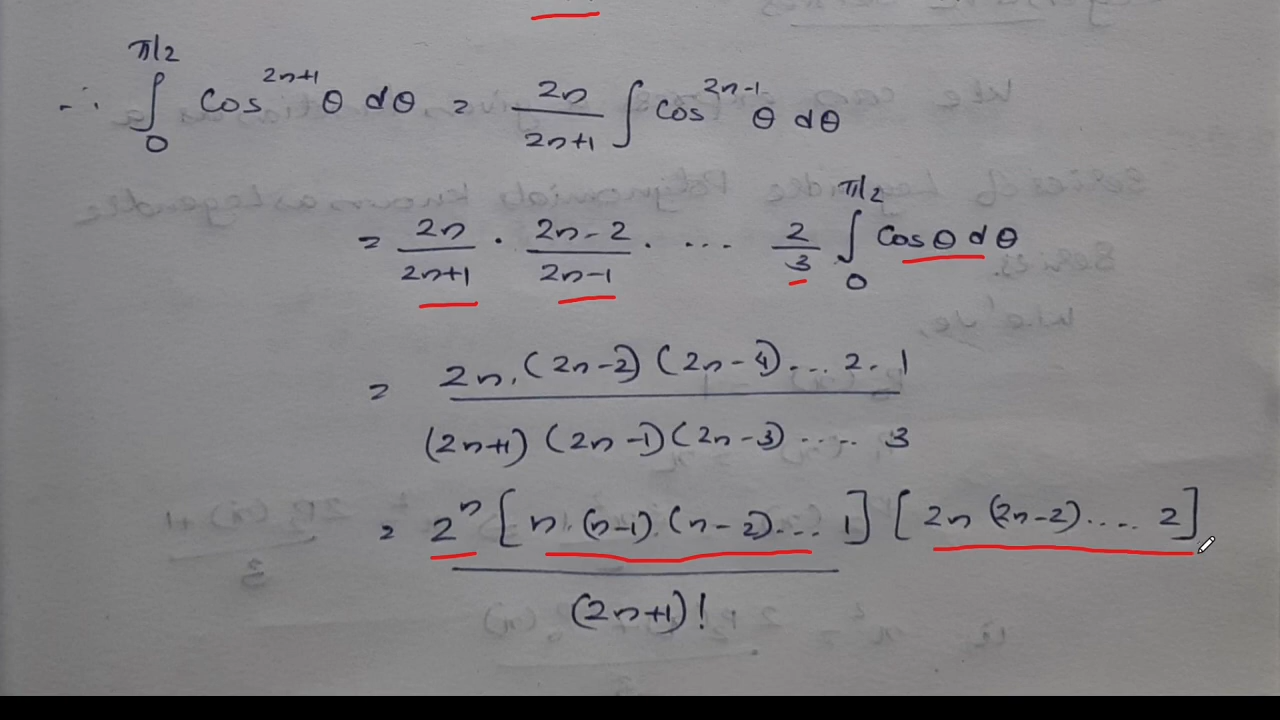 ∴ ∫₀^{π/2} cos^{2n+1} θ dθ = 2n/(2n+1) ∫ cos^{2n-1} θ dθ
= 2n/(2n+1) · (2n-2)/(2n-1) · .... 2/3 ∫₀^{π/2} cos θ dθ
= 2n.(2n-2)(2n-4)....2.1 / (2n+1)(2n-1)(2n-3)..... 3
= 2^n [n.(n-1).(n-2)....1] [2n(2n-2)..... 2] / (2n+1)!